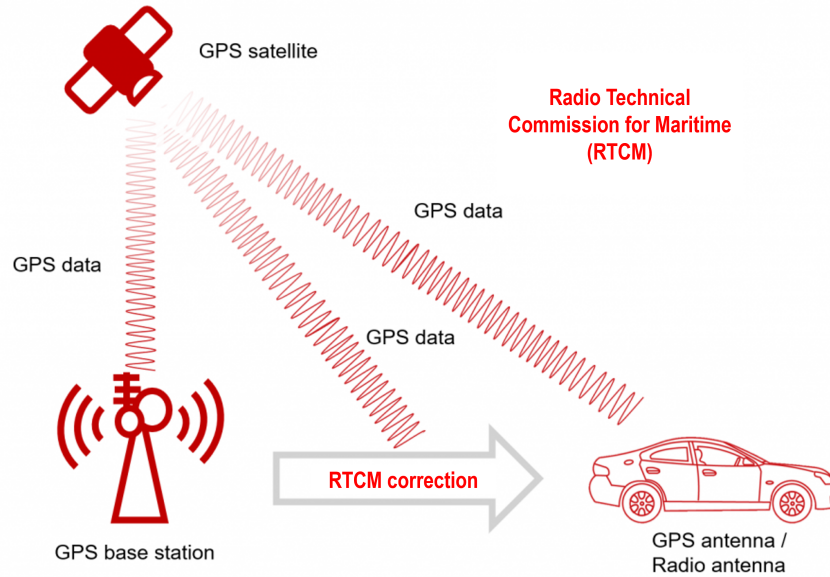 GPS satellite
Radio Technical
Commission for Maritime
(RTCM)
GPS data
GPS data
GPS data
RTCM correction
GPS base station
GPS antenna /
Radio antenna